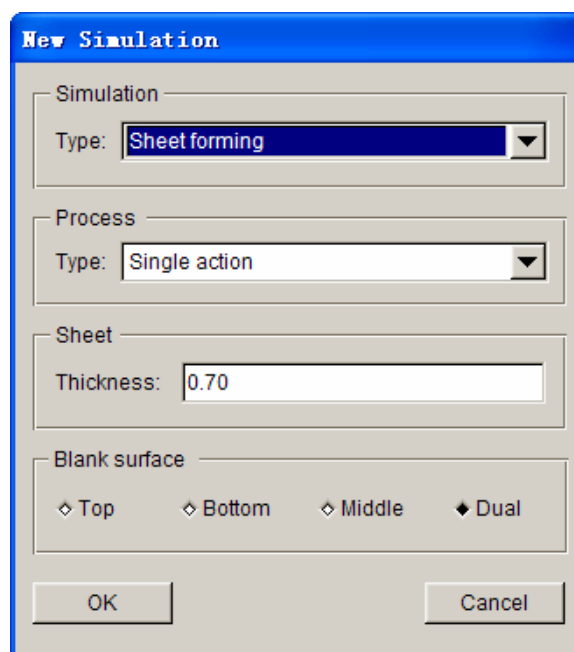 New Simulation
Simulation
Type: Sheet forming
Process
Type: Single action
Sheet
Thickness: 0.70
Blank surface
Top Bottom Middle Dual
OK Cancel